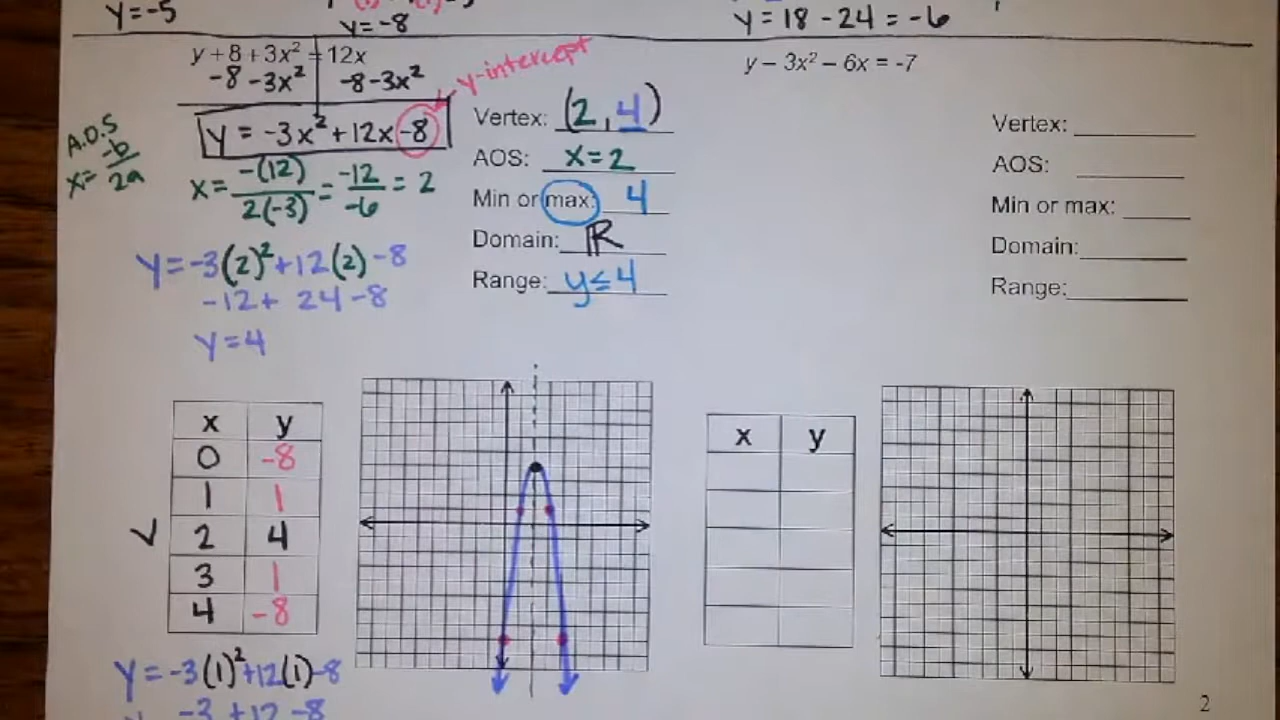 y=-5
y=-8
y = 18 - 24 = -6
y + 8 + 3x² = 12x
-8 -3x² -8 -3x²
y-intercept
y = -3x² + 12x -8
A.O.S
x = -b/2a
x = -(12)/2(-3) = -12/-6 = 2
y = -3(2)² + 12(2) - 8
-12 + 24 - 8
y = 4
Vertex: (2, 4)
AOS: x = 2
Min or max: 4
Domain: ℝ
Range: y ≤ 4
x y
0 -8
1 1
2 4
3 1
4 -8
y = -3(1)² + 12(1) - 8
-3 + 12 - 8
y – 3x² – 6x = -7
Vertex:
AOS:
Min or max:
Domain:
Range:
x y
2